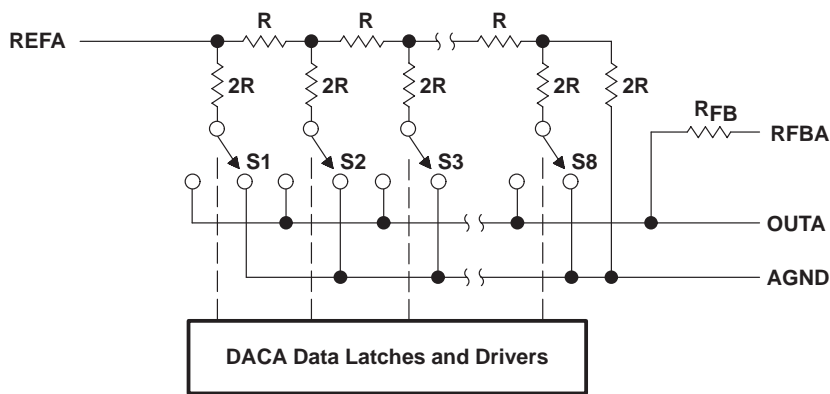 R R R
REFA
2R 2R 2R 2R 2R
RFB
RFBA
S1 S2 S3 S8
OUTA
AGND
DACA Data Latches and Drivers